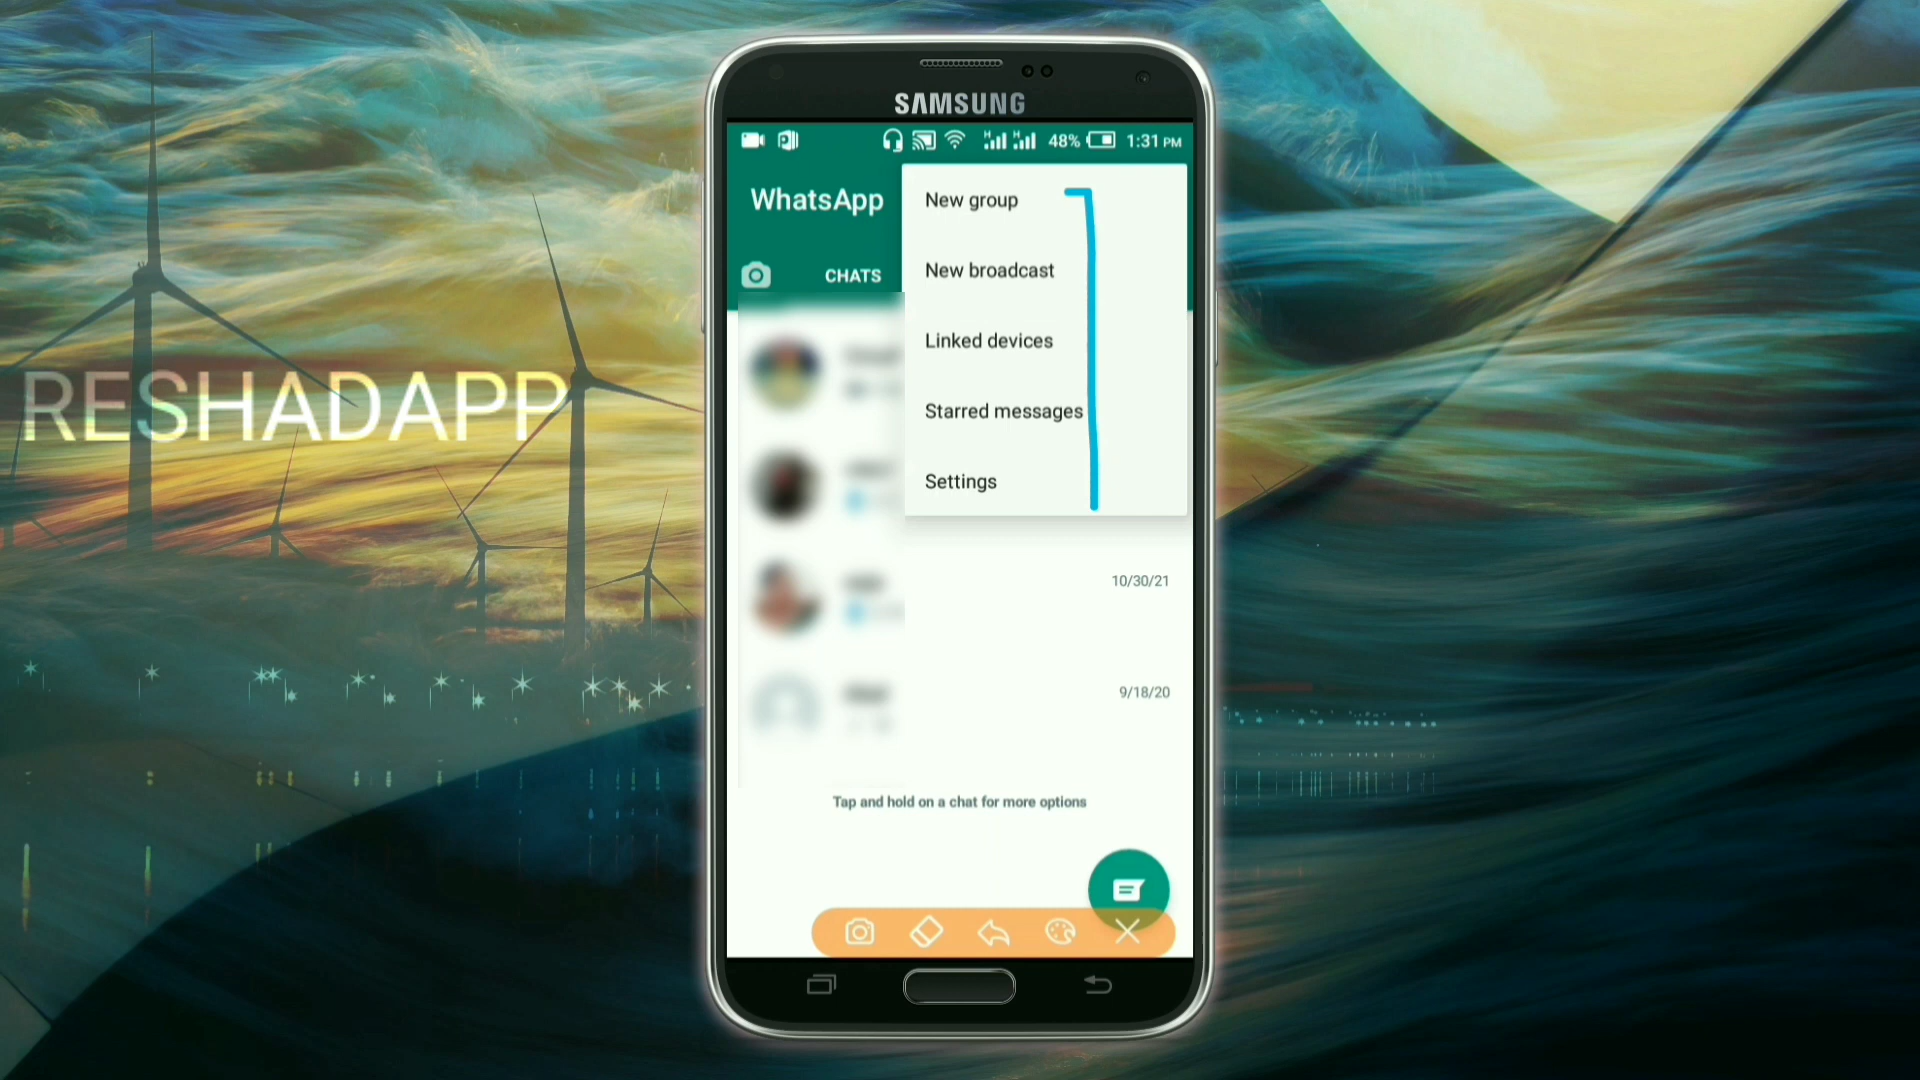 SAMSUNG
H H 48% 1:31 PM
WhatsApp
CHATS
New group
New broadcast
Linked devices
Starred messages
Settings
RESHADAPP
10/30/21
9/18/20
Tap and hold on a chat for more options